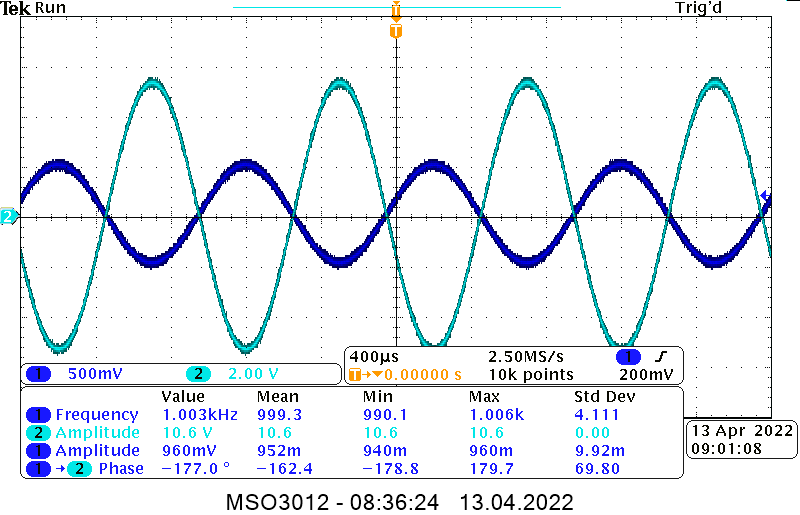 Tek Run Trig'd
T
T
2
400µs 2.50MS/s 1
1 500mV 2 2.00 V T→▼0.00000 s 10k points 200mV
Value Mean Min Max Std Dev
1 Frequency 1.003kHz 999.3 990.1 1.006k 4.111
2 Amplitude 10.6 V 10.6 10.6 10.6 0.00
1 Amplitude 960mV 952m 940m 960m 9.92m
1 → 2 Phase −177.0 ° −162.4 −178.8 179.7 69.80
13 Apr 2022
09:01:08
MSO3012 - 08:36:24 13.04.2022